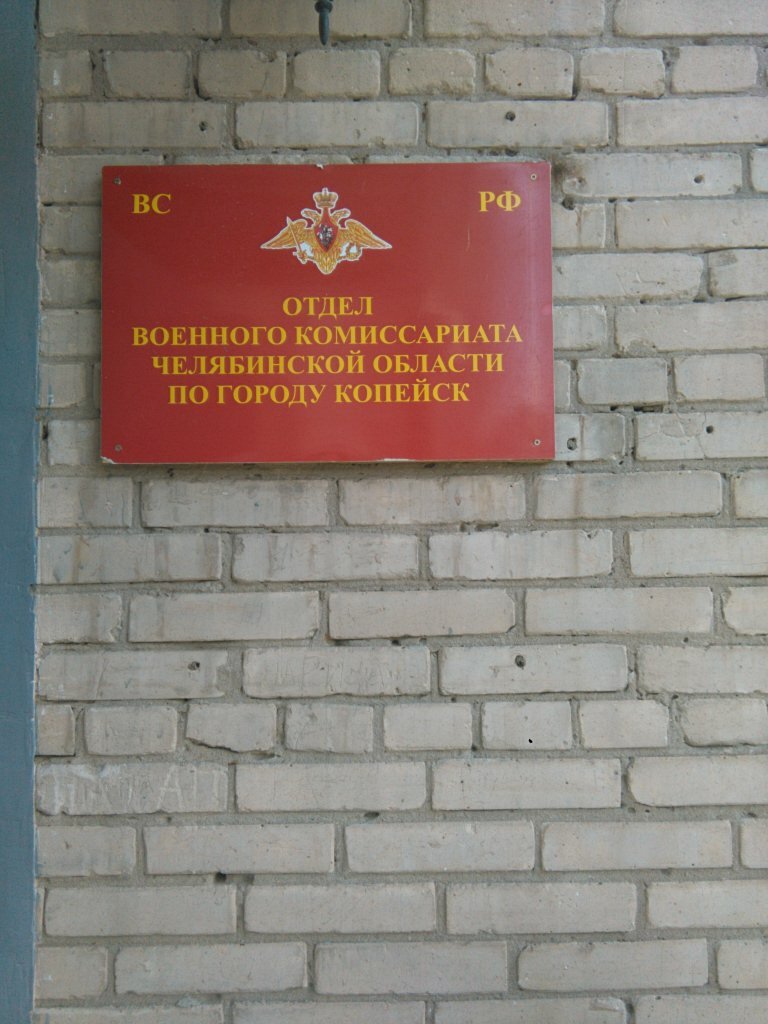 ВС РФ
ОТДЕЛ
ВОЕННОГО КОМИССАРИАТА
ЧЕЛЯБИНСКОЙ ОБЛАСТИ
ПО ГОРОДУ КОПЕЙСК